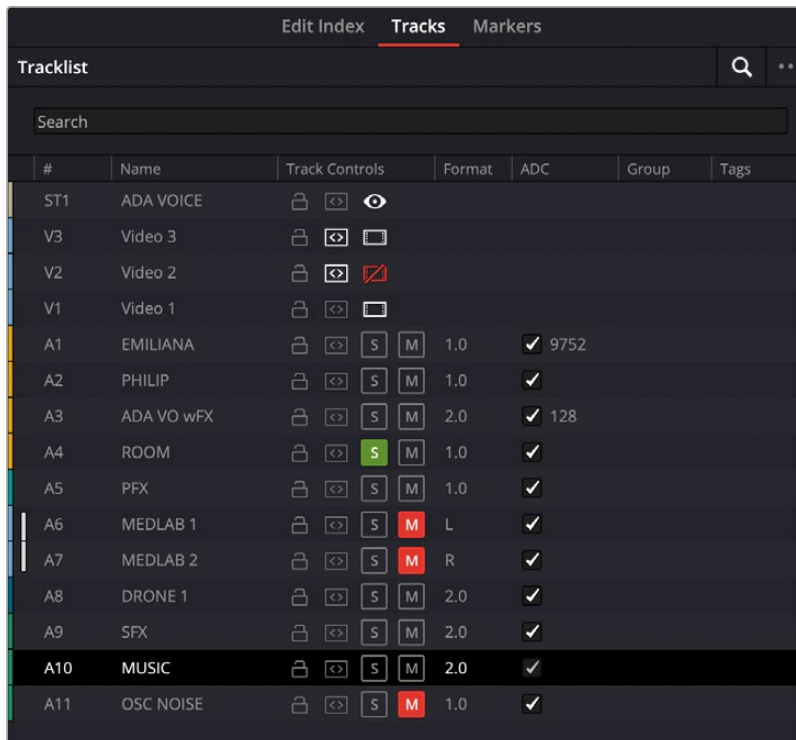 Edit Index Tracks Markers
Tracklist
Search
# Name Track Controls Format ADC Group Tags
ST1 ADA VOICE
V3 Video 3
V2 Video 2
V1 Video 1
A1 EMILIANA S M 1.0 9752
A2 PHILIP S M 1.0
A3 ADA VO wFX S M 2.0 128
A4 ROOM S M 1.0
A5 PFX S M 1.0
A6 MEDLAB 1 S M L
A7 MEDLAB 2 S M R
A8 DRONE 1 S M 2.0
A9 SFX S M 2.0
A10 MUSIC S M 2.0
A11 OSC NOISE S M 1.0